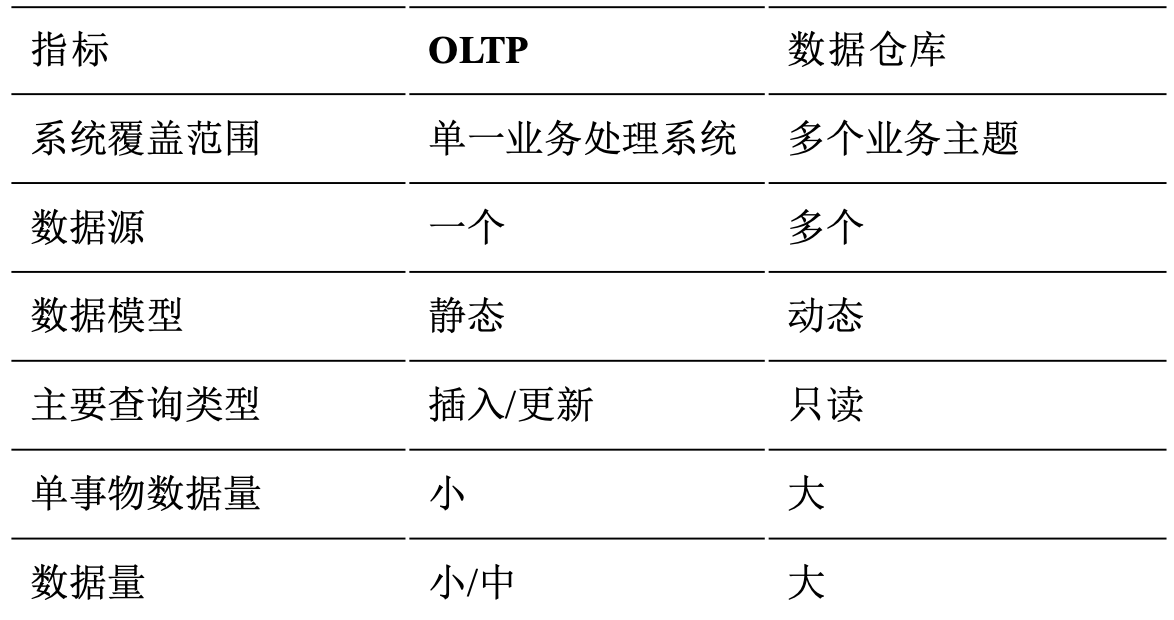 指标 OLTP 数据仓库
系统覆盖范围 单一业务处理系统 多个业务主题
数据源 一个 多个
数据模型 静态 动态
主要查询类型 插入/更新 只读
单事物数据量 小 大
数据量 小/中 大